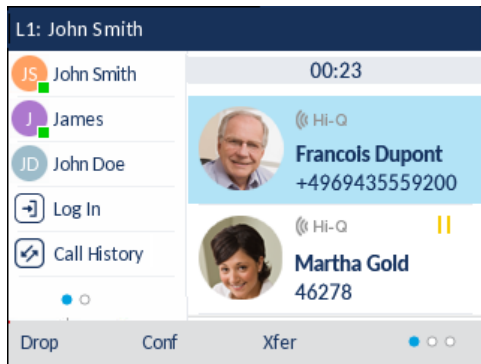 L1: John Smith
JS John Smith
J James
JD John Doe
Log In
Call History
00:23
Hi-Q
Francois Dupont
+4969435559200
Hi-Q
Martha Gold
46278
Drop Conf Xfer